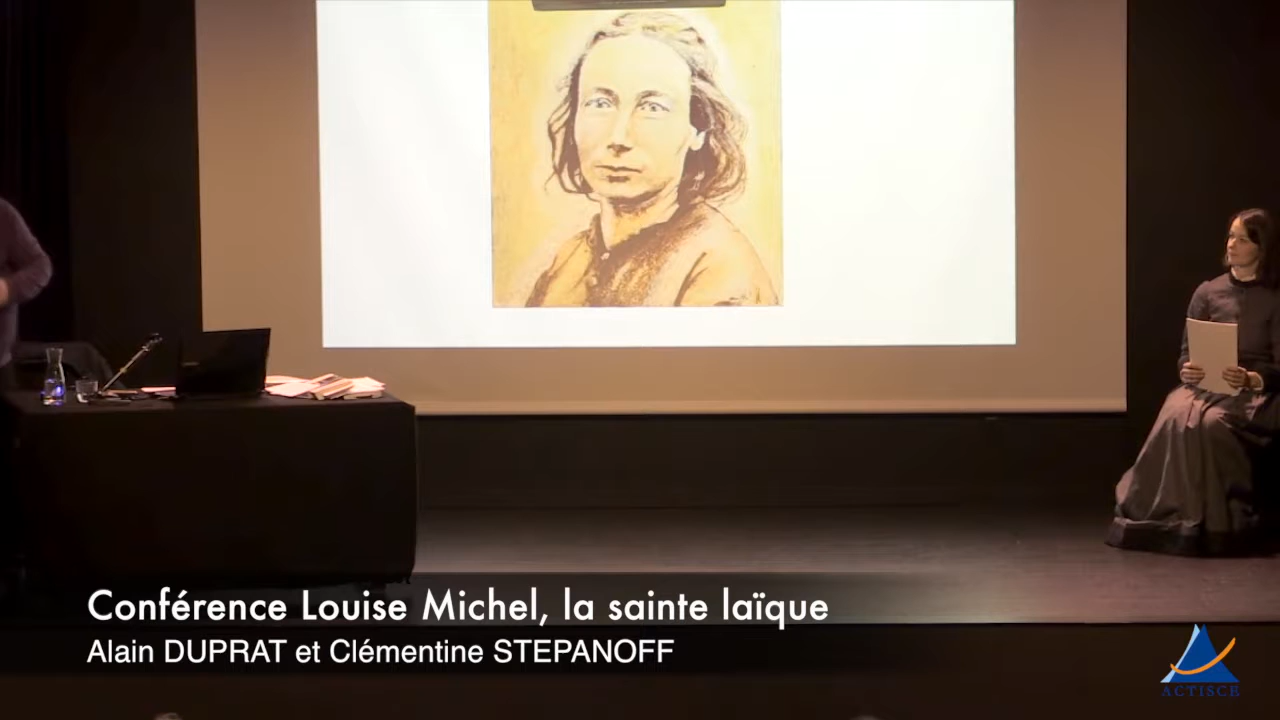 Conférence Louise Michel, la sainte laïque
Alain DUPRAT et Clémentine STEPANOFF
ACTISCE